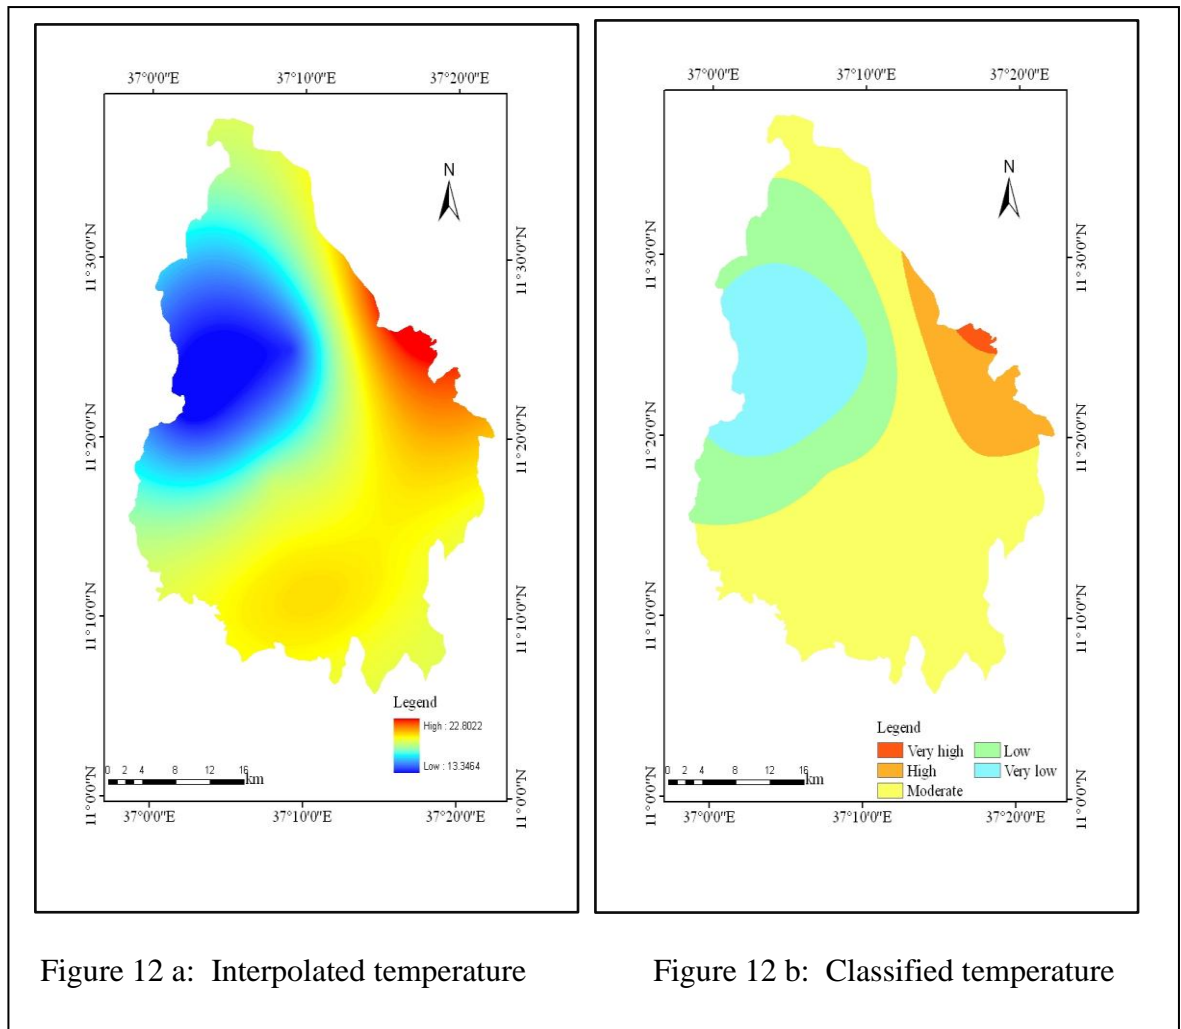 37°0'0"E 37°10'0"E 37°20'0"E
N
11°30'0"N 11°30'0"N
11°20'0"N 11°20'0"N
11°10'0"N 11°10'0"N
11°0'0"N 11°0'0"N
Legend
High : 22.8022
Low : 13.3464
0 2 4 8 12 16 km
37°0'0"E 37°10'0"E 37°20'0"E
Figure 12 a: Interpolated temperature
37°0'0"E 37°10'0"E 37°20'0"E
N
11°30'0"N 11°30'0"N
11°20'0"N 11°20'0"N
11°10'0"N 11°10'0"N
11°0'0"N 11°0'0"N
Legend
Very high Low
High Very low
Moderate
0 2 4 8 12 16 km
37°0'0"E 37°10'0"E 37°20'0"E
Figure 12 b: Classified temperature